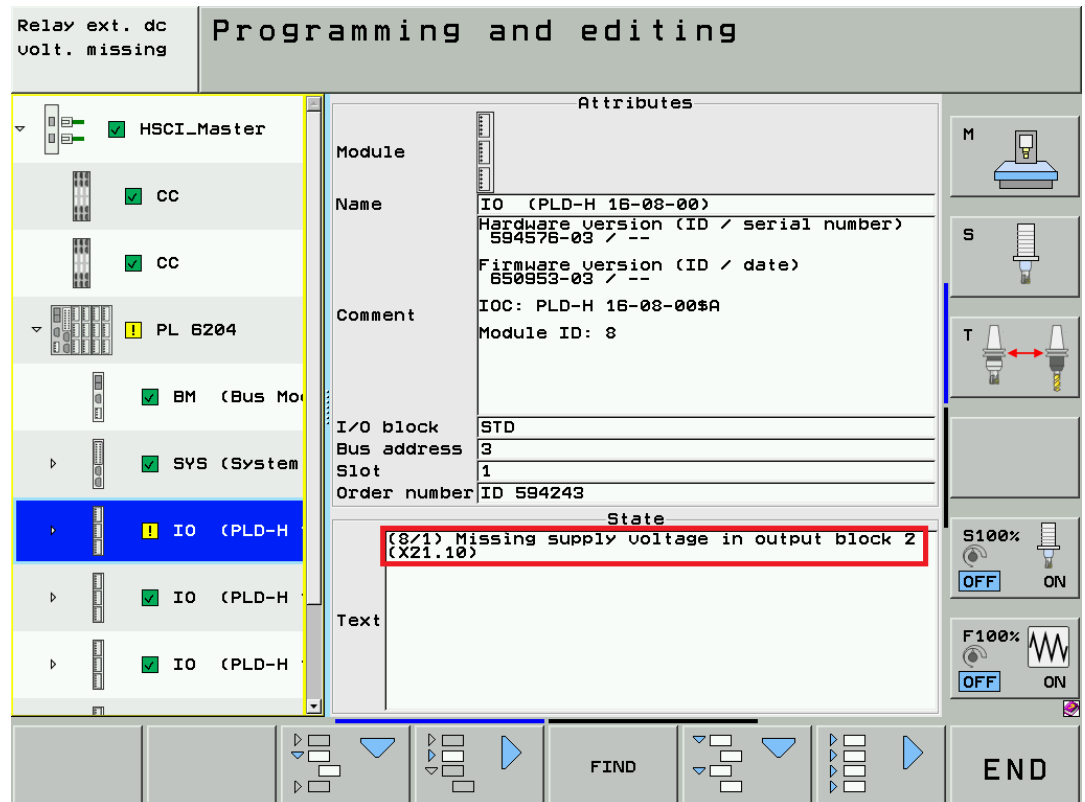 Relay ext. dc
volt. missing
Programming and editing
HSCI_Master
CC
CC
PL 6204
BM (Bus Mo
SYS (System
IO (PLD-H
IO (PLD-H
IO (PLD-H
Attributes
Module
Name
IO (PLD-H 16-08-00)
Comment
Hardware version (ID / serial number)
594576-03 / --
Firmware version (ID / date)
650953-03 / --
IOC: PLD-H 16-08-00$A
Module ID: 8
I/O block
STD
Bus address
3
Slot
1
Order number
ID 594243
State
Text
(8/1) Missing supply voltage in output block 2
(X21.10)
M
S
T
S100%
OFF ON
F100%
OFF ON
FIND
END